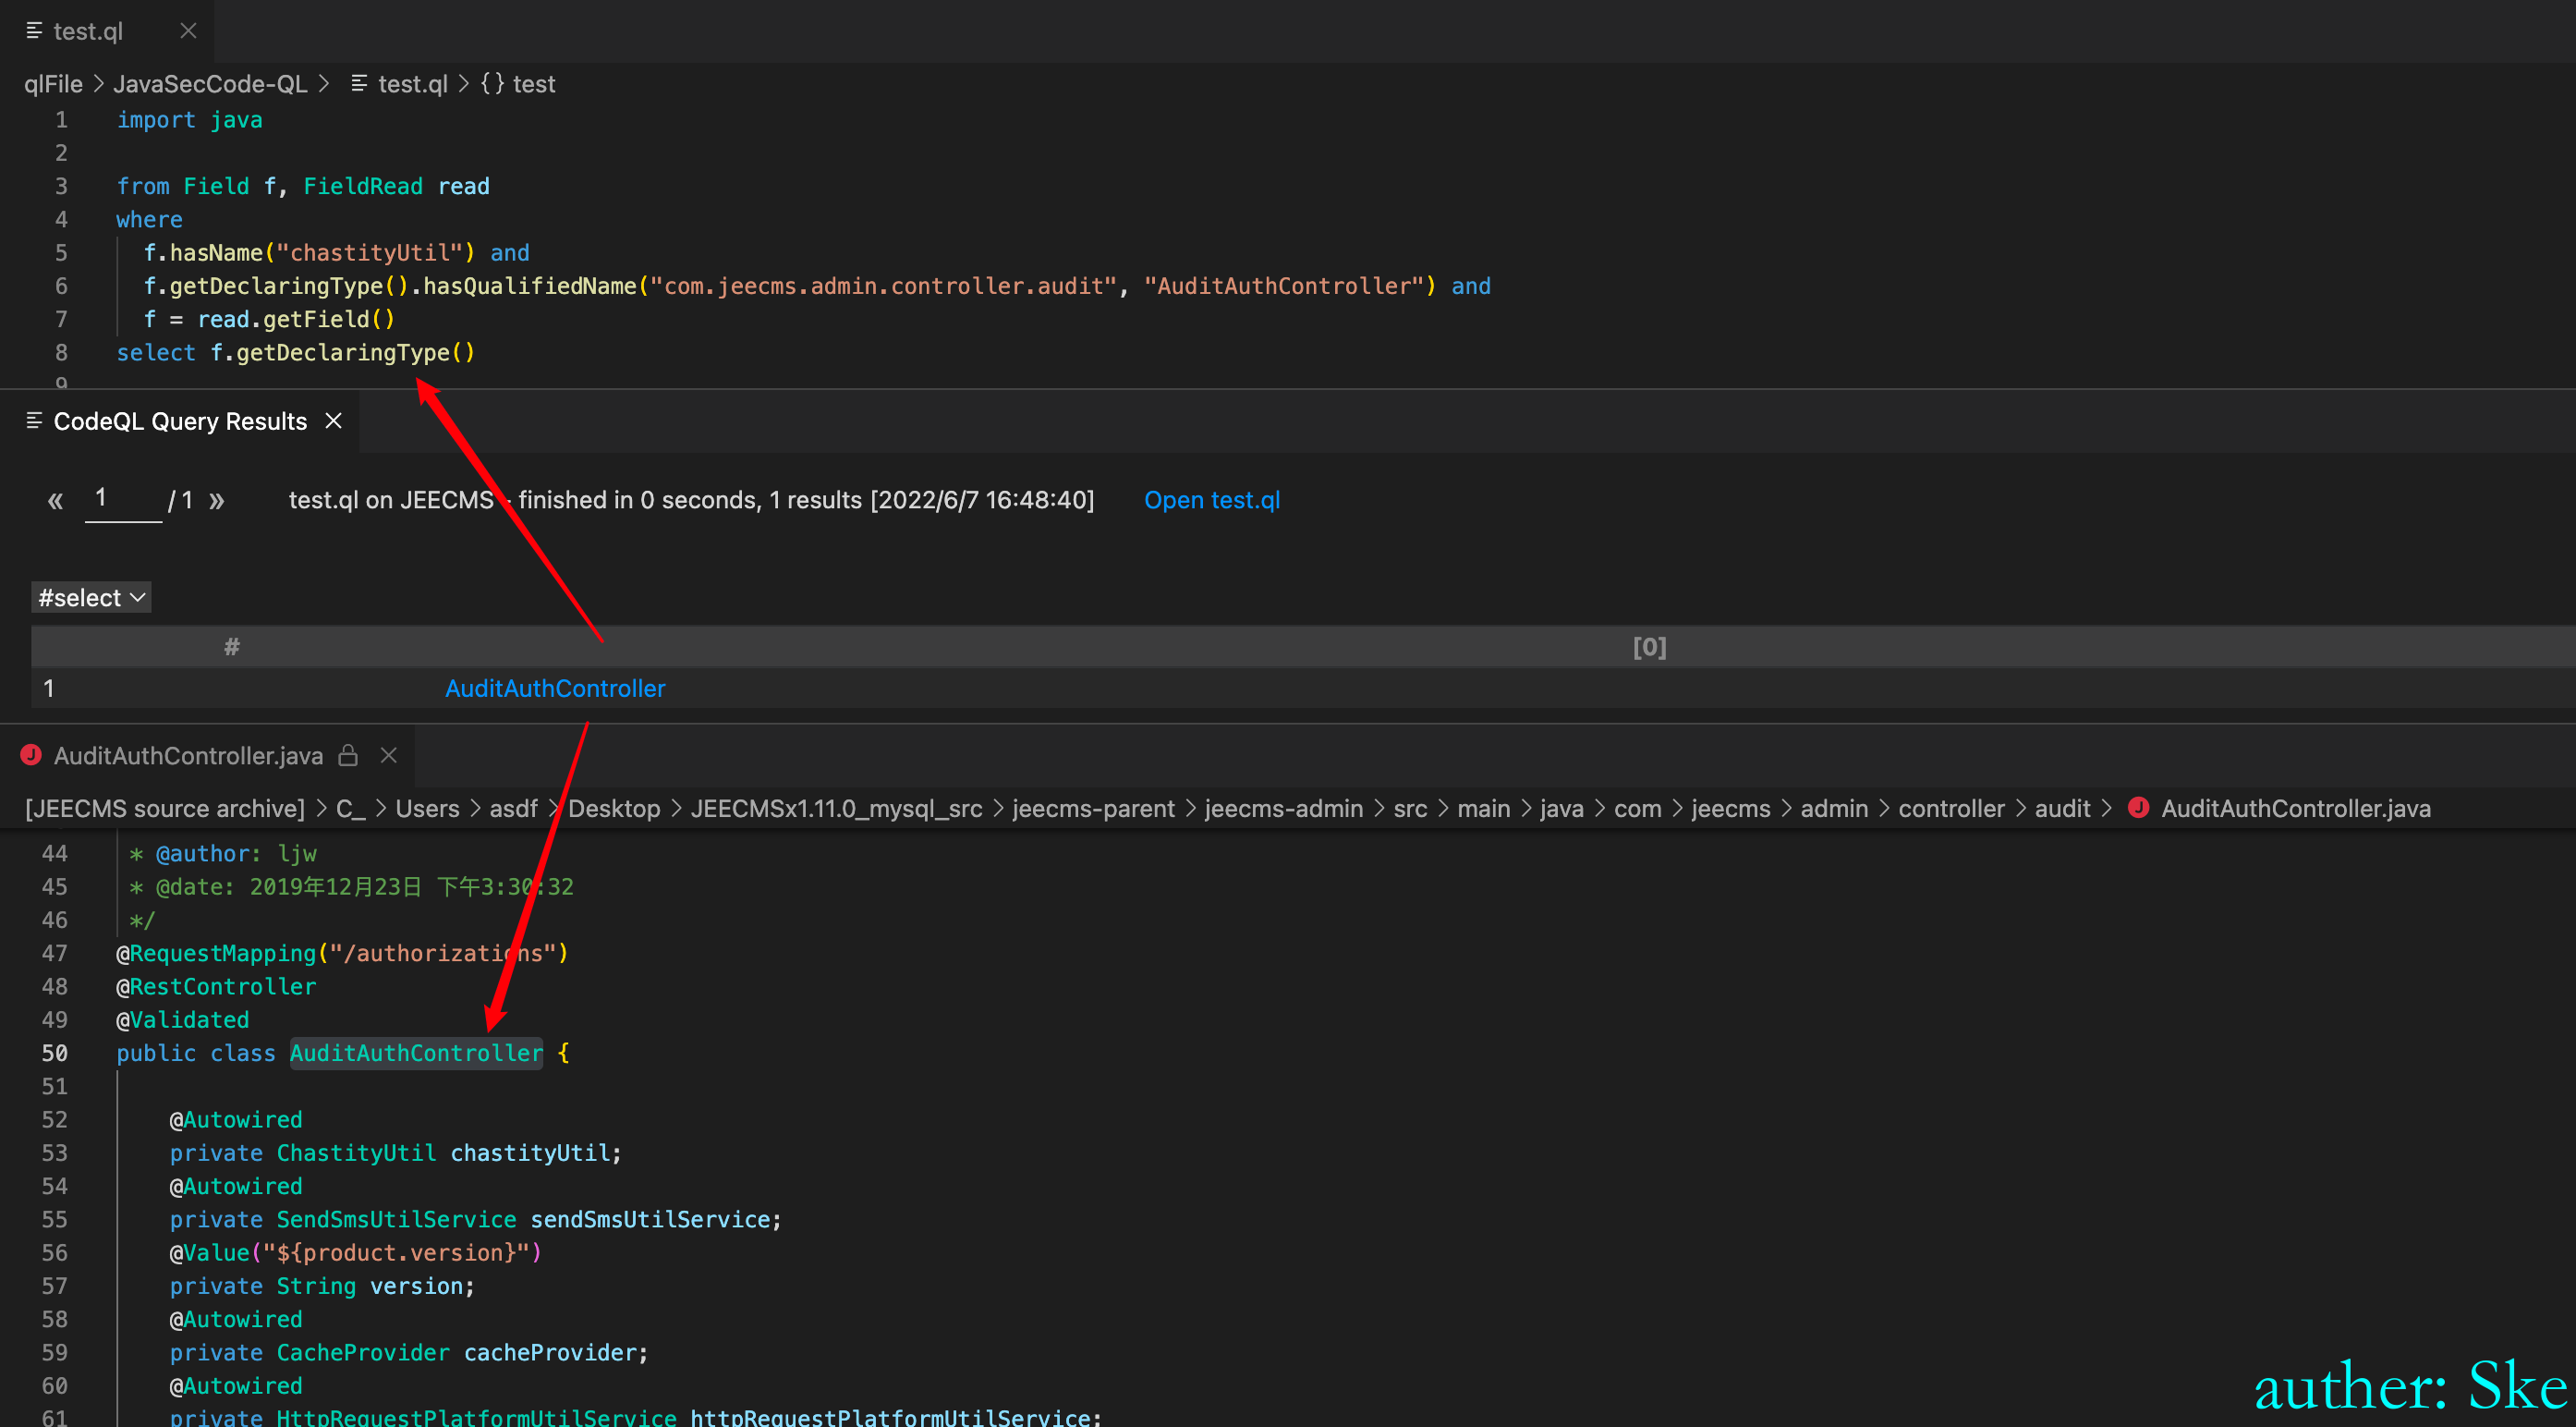 test.ql
qlFile > JavaSecCode-QL > test.ql > {} test
1 import java
2
3 from Field f, FieldRead read
4 where
5 f.hasName("chastityUtil") and
6 f.getDeclaringType().hasQualifiedName("com.jeecms.admin.controller.audit", "AuditAuthController") and
7 f = read.getField()
8 select f.getDeclaringType()
9
CodeQL Query Results
« 1 / 1 » test.ql on JEECMS - finished in 0 seconds, 1 results [2022/6/7 16:48:40] Open test.ql
#select
# [0]
1 AuditAuthController
AuditAuthController.java
[JEECMS source archive] > C_ > Users > asdf > Desktop > JEECMSx1.11.0_mysql_src > jeecms-parent > jeecms-admin > src > main > java > com > jeecms > admin > controller > audit > AuditAuthController.java
44 * @author: ljw
45 * @date: 2019年12月23日 下午3:30:32
46 */
47 @RequestMapping("/authorizations")
48 @RestController
49 @Validated
50 public class AuditAuthController {
51
52 @Autowired
53 private ChastityUtil chastityUtil;
54 @Autowired
55 private SendSmsUtilService sendSmsUtilService;
56 @Value("${product.version}")
57 private String version;
58 @Autowired
59 private CacheProvider cacheProvider;
60 @Autowired
61 private HttpRequestPlatformUtilService httpRequestPlatformUtilService;
auther: Ske